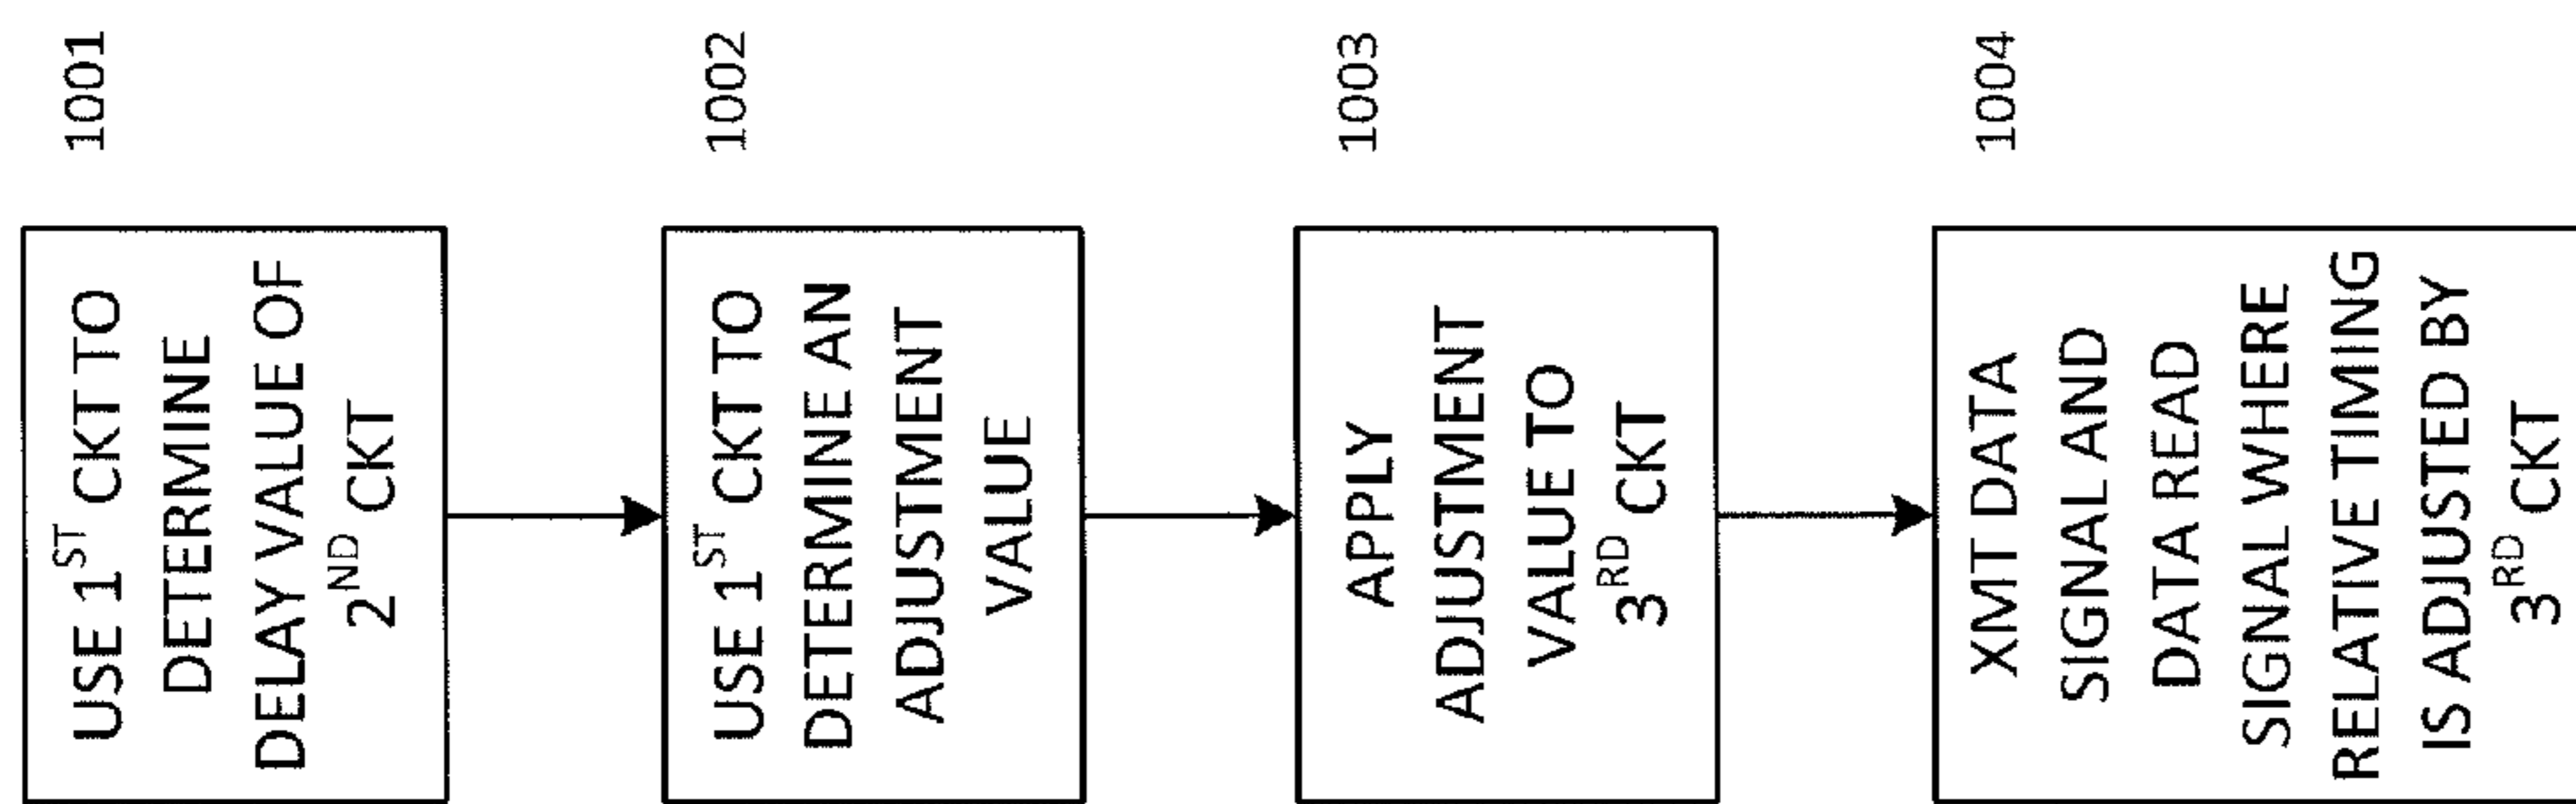 USE 1ST CKT TO
DETERMINE
DELAY VALUE OF
2ND CKT
1001
USE 1ST CKT TO
DETERMINE AN
ADJUSTMENT
VALUE
1002
APPLY
ADJUSTMENT
VALUE TO
3RD CKT
1003
XMT DATA
SIGNAL AND
DATA READ
SIGNAL WHERE
RELATIVE TIMING
IS ADJUSTED BY
3RD CKT
1004